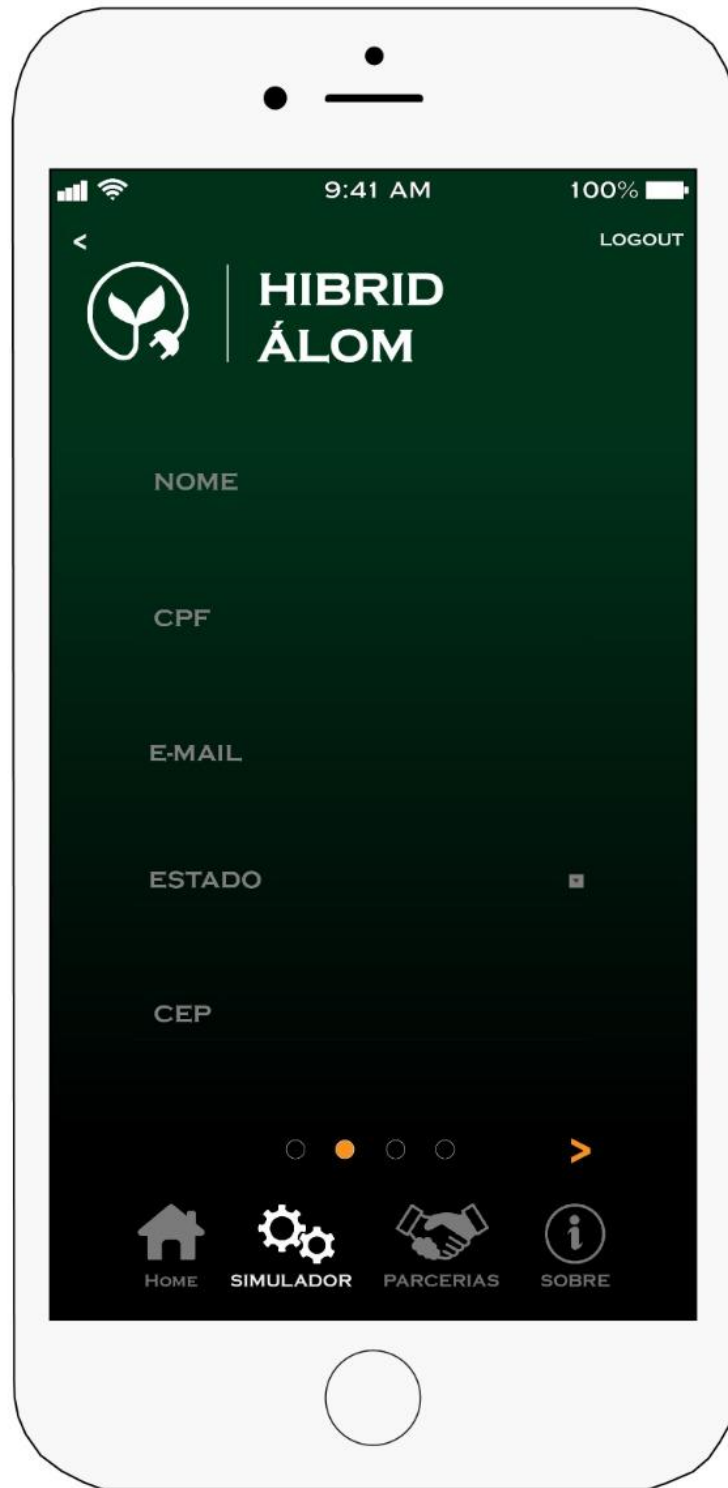 9:41 AM
100%
<
LOGOUT
HIBRID
ÁLOM
NOME
CPF
E-MAIL
ESTADO
CEP
>
HOME
SIMULADOR
PARCERIAS
SOBRE